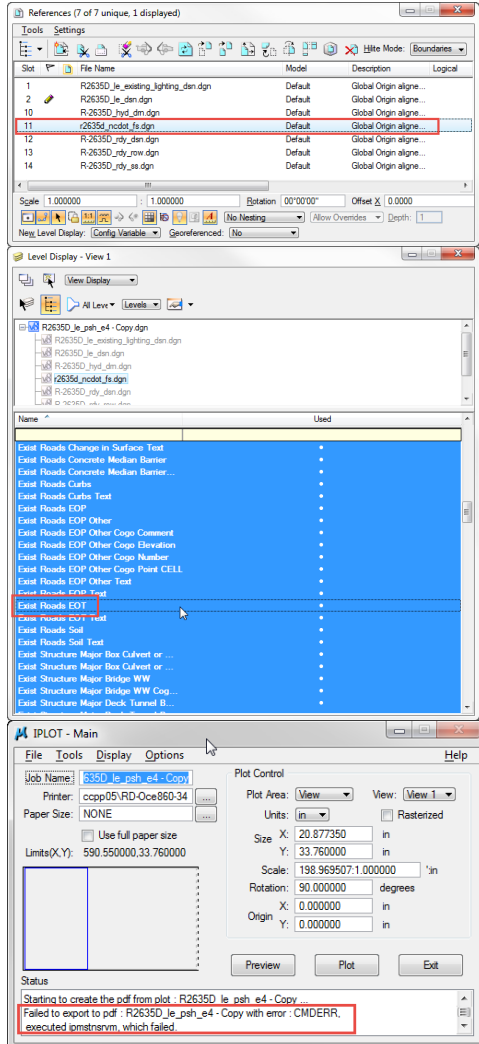 References (7 of 7 unique, 1 displayed)
Tools Settings
Hilite Mode: Boundaries
Slot File Name Model Description Logical
1 R2635D_le_existing_lighting_dsn.dgn Default Global Origin aligne...
2 R2635D_le_dsn.dgn Default Global Origin aligne...
10 R-2635D_hyd_drn.dgn Default Global Origin aligne...
11 r2635d_ncdot_fs.dgn Default Global Origin aligne...
12 R-2635D_rdy_dsn.dgn Default Global Origin aligne...
13 R-2635D_rdy_row.dgn Default Global Origin aligne...
14 R-2635D_rdy_ss.dgn Default Global Origin aligne...
Scale 1.000000 : 1.000000 Rotation 00°00'00" Offset X 0.0000
1:1 No Nesting Allow Overrides Depth: 1
New Level Display: Config Variable Georeferenced: No
Level Display - View 1
View Display
All Leve Levels
R2635D_le_psh_e4 - Copy.dgn
R2635D_le_existing_lighting_dsn.dgn
R2635D_le_dsn.dgn
R-2635D_hyd_drn.dgn
r2635d_ncdot_fs.dgn
R-2635D_rdy_dsn.dgn
R-2635D_rdy_row.dgn
Name Used
Exist Roads Change in Surface Text
Exist Roads Concrete Median Barrier
Exist Roads Concrete Median Barrier...
Exist Roads Curbs
Exist Roads Curbs Text
Exist Roads EOP
Exist Roads EOP Other
Exist Roads EOP Other Cogo Comment
Exist Roads EOP Other Cogo Elevation
Exist Roads EOP Other Cogo Number
Exist Roads EOP Other Cogo Point CELL
Exist Roads EOP Other Text
Exist Roads EOP Text
Exist Roads EOT
Exist Roads EOT Text
Exist Roads Soil
Exist Roads Soil Text
Exist Structure Major Box Culvert or ...
Exist Structure Major Box Culvert or ...
Exist Structure Major Bridge WW
Exist Structure Major Bridge WW Cog...
Exist Structure Major Deck Tunnel B...
IPLOT - Main
File Tools Display Options Help
Job Name: 635D_le_psh_e4 - Copy
Printer: ccpp05\RD-Oce860-34 ...
Paper Size: NONE ...
Use full paper size
Limits(X,Y): 590.550000,33.760000
Plot Control
Plot Area: View View: View 1
Units: in Rasterized
Size X: 20.877350 in
Y: 33.760000 in
Scale: 198.969507:1.000000 ':in
Rotation: 90.000000 degrees
Origin X: 0.000000 in
Y: 0.000000 in
Preview Plot Exit
Status
Starting to create the pdf from plot : R2635D_le_psh_e4 - Copy ...
Failed to export to pdf : R2635D_le_psh_e4 - Copy with error : CMDERR,
executed ipmstnsrvm, which failed.